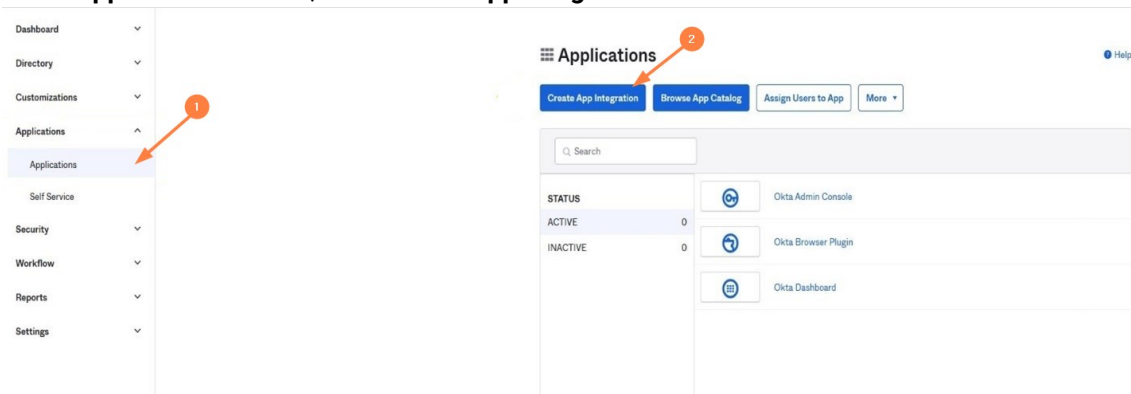 Dashboard
Directory
Customizations
Applications
Applications
Self Service
Security
Workflow
Reports
Settings
1
2
Applications
Help
Create App Integration
Browse App Catalog
Assign Users to App
More
Search
STATUS
ACTIVE 0
INACTIVE 0
Okta Admin Console
Okta Browser Plugin
Okta Dashboard